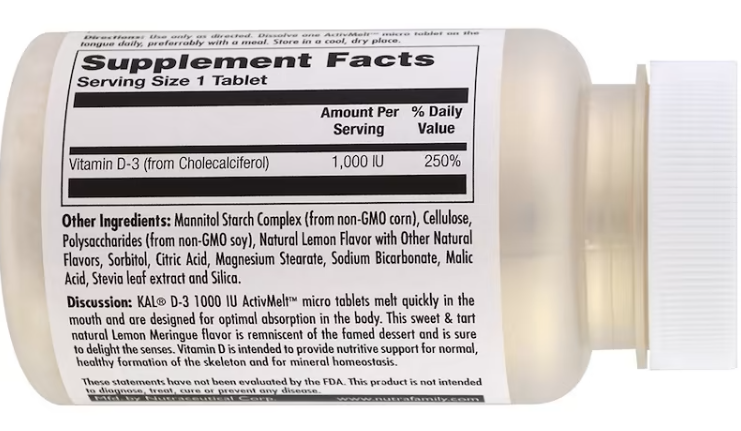 Directions: Use only as directed. Dissolve one ActivMelt™ micro tablet on the
tongue daily, preferrably with a meal. Store in a cool, dry place.
Supplement Facts
Serving Size 1 Tablet
Amount Per Serving
% Daily Value
Vitamin D-3 (from Cholecalciferol) 1,000 IU 250%
Other Ingredients: Mannitol Starch Complex (from non-GMO corn), Cellulose,
Polysaccharides (from non-GMO soy), Natural Lemon Flavor with Other Natural
Flavors, Sorbitol, Citric Acid, Magnesium Stearate, Sodium Bicarbonate, Malic
Acid, Stevia leaf extract and Silica.
Discussion: KAL® D-3 1000 IU ActivMelt™ micro tablets melt quickly in the
mouth and are designed for optimal absorption in the body. This sweet & tart
natural Lemon Meringue flavor is remniscent of the famed dessert and is sure
to delight the senses. Vitamin D is intended to provide nutritive support for normal,
healthy formation of the skeleton and for mineral homeostasis.
These statements have not been evaluated by the FDA. This product is not intended
to diagnose, treat, cure or prevent any disease.
Mfd. by Nutraceutical Corp. www.nutrafamily.com